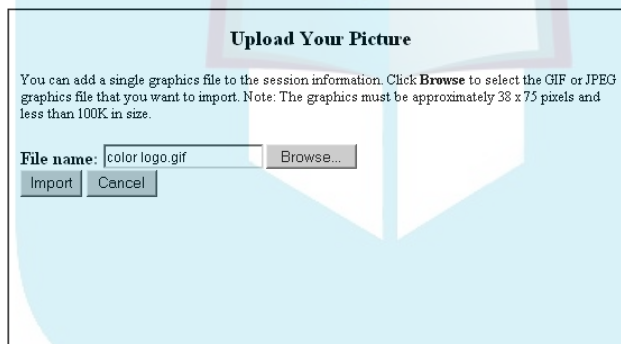 Upload Your Picture
You can add a single graphics file to the session information. Click Browse to select the GIF or JPEG
graphics file that you want to import. Note: The graphics must be approximately 38 x 75 pixels and
less than 100K in size.
File name: color logo.gif Browse...
Import Cancel